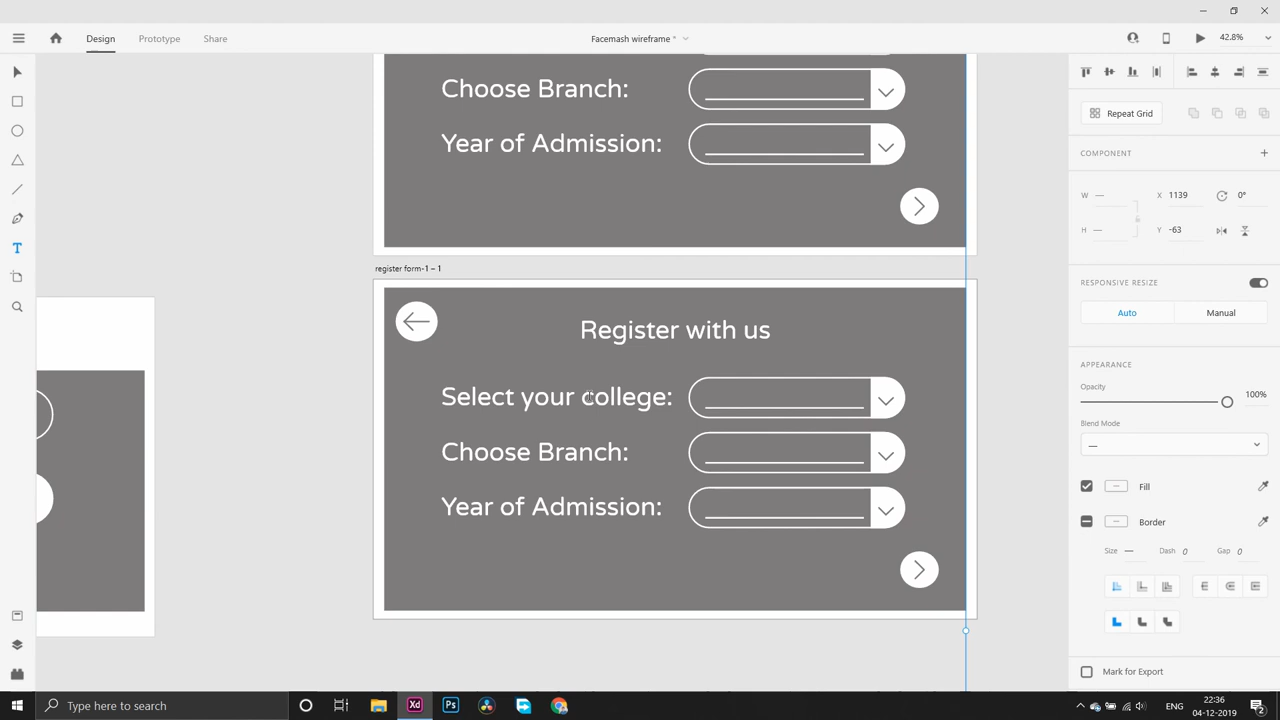 Design
Prototype
Share
Facemash wireframe *
42.8%
Choose Branch:
Year of Admission:
register form-1 – 1
Register with us
Select your college:
Choose Branch:
Year of Admission:
Repeat Grid
COMPONENT
W —
X 1139
0°
H —
Y -63
RESPONSIVE RESIZE
Auto
Manual
APPEARANCE
Opacity
100%
Blend Mode
—
Fill
Border
Size —
Dash 0
Gap 0
Mark for Export
Type here to search
Xd
Ps
ENG
22:36
04-12-2019
2